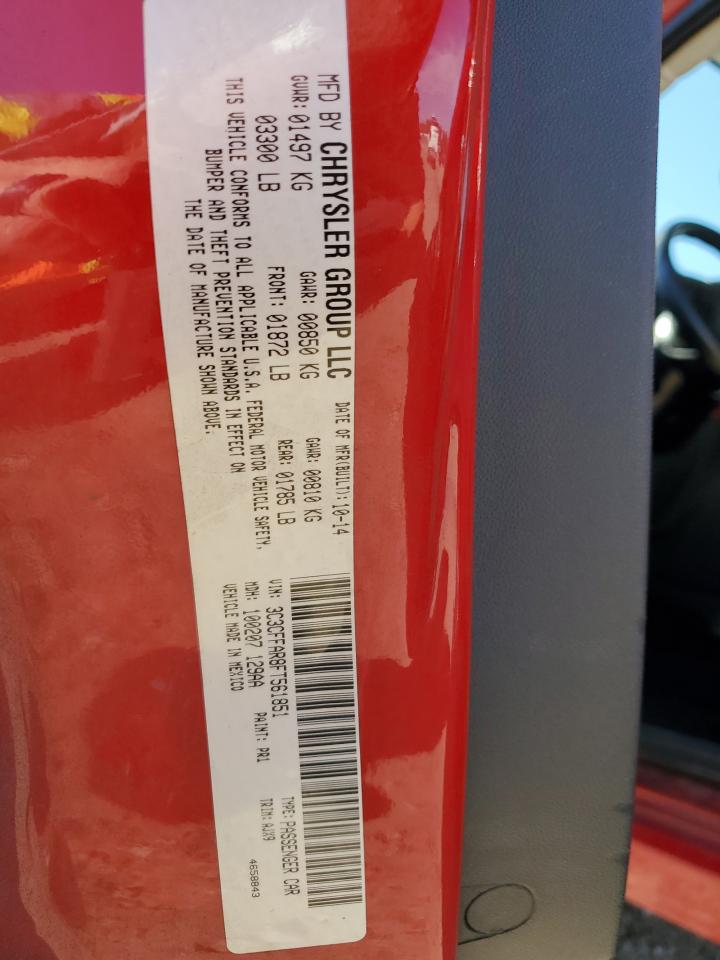 MFD BY CHRYSLER GROUP LLC DATE OF MFR(BUILT): 10-14
GVWR: 01497 KG GAWR: 00850 KG GAWR: 00810 KG
03300 LB FRONT: 01872 LB REAR: 01785 LB
THIS VEHICLE CONFORMS TO ALL APPLICABLE U.S.A. FEDERAL MOTOR VEHICLE SAFETY,
BUMPER AND THEFT PREVENTION STANDARDS IN EFFECT ON
THE DATE OF MANUFACTURE SHOWN ABOVE.
VIN: 3C3CFFAR8FT561851 TYPE: PASSENGER CAR
MDH: 100207 129AA PAINT: PR1 TRIM: AJX9
VEHICLE MADE IN MEXICO 4658843